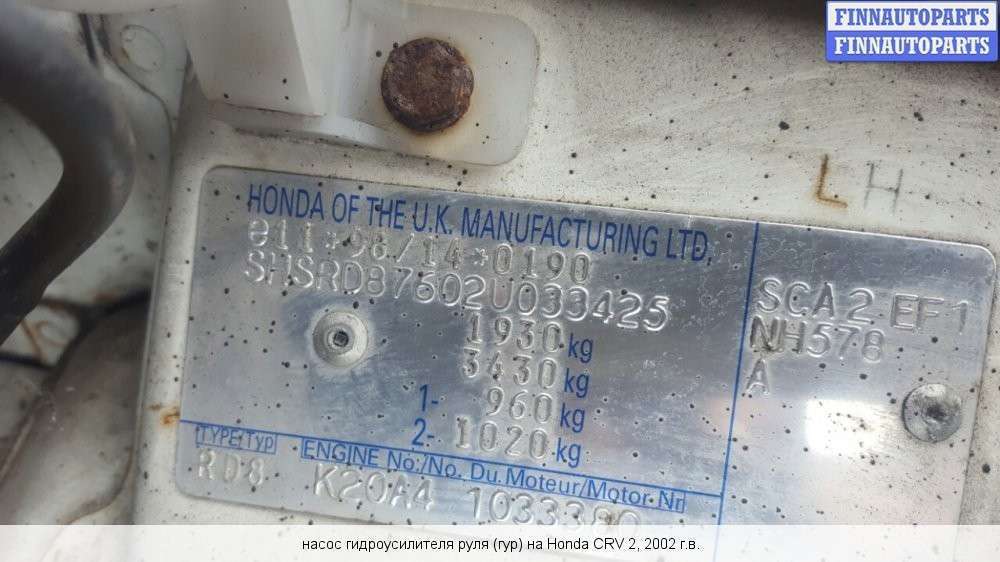 FINNAUTOPARTS
FINNAUTOPARTS
L H
HONDA OF THE U.K. MANUFACTURING LTD.
e11*98/14*0190
SHSRD87602U033425
1930 kg
3430 kg
1- 960 kg
2- 1020 kg
SCA2 EF1
NH578
A
TYPE/Typ
RD8
ENGINE No:/No. Du Moteur/Motor Nr
K20A4 1033380
насос гидроусилителя руля (гур) на Honda CRV 2, 2002 г.в.